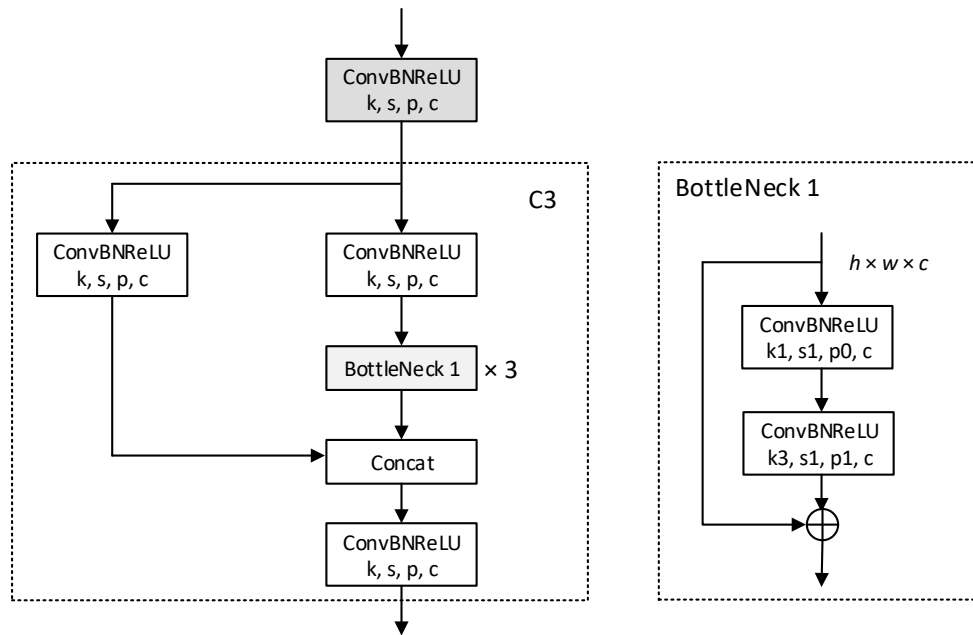 ConvBNReLU
k, s, p, c
C3
ConvBNReLU
k, s, p, c
ConvBNReLU
k, s, p, c
BottleNeck 1
× 3
Concat
ConvBNReLU
k, s, p, c
BottleNeck 1
h × w × c
ConvBNReLU
k1, s1, p0, c
ConvBNReLU
k3, s1, p1, c